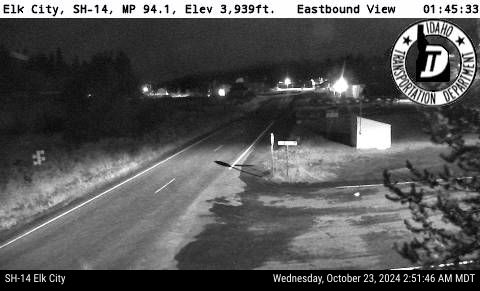 Elk City, SH-14, MP 94.1, Elev 3,939ft. Eastbound View 01:45:33
IDAHO
TRANSPORTATION DEPARTMENT
SH-14 Elk City Wednesday, October 23, 2024 2:51:46 AM MDT